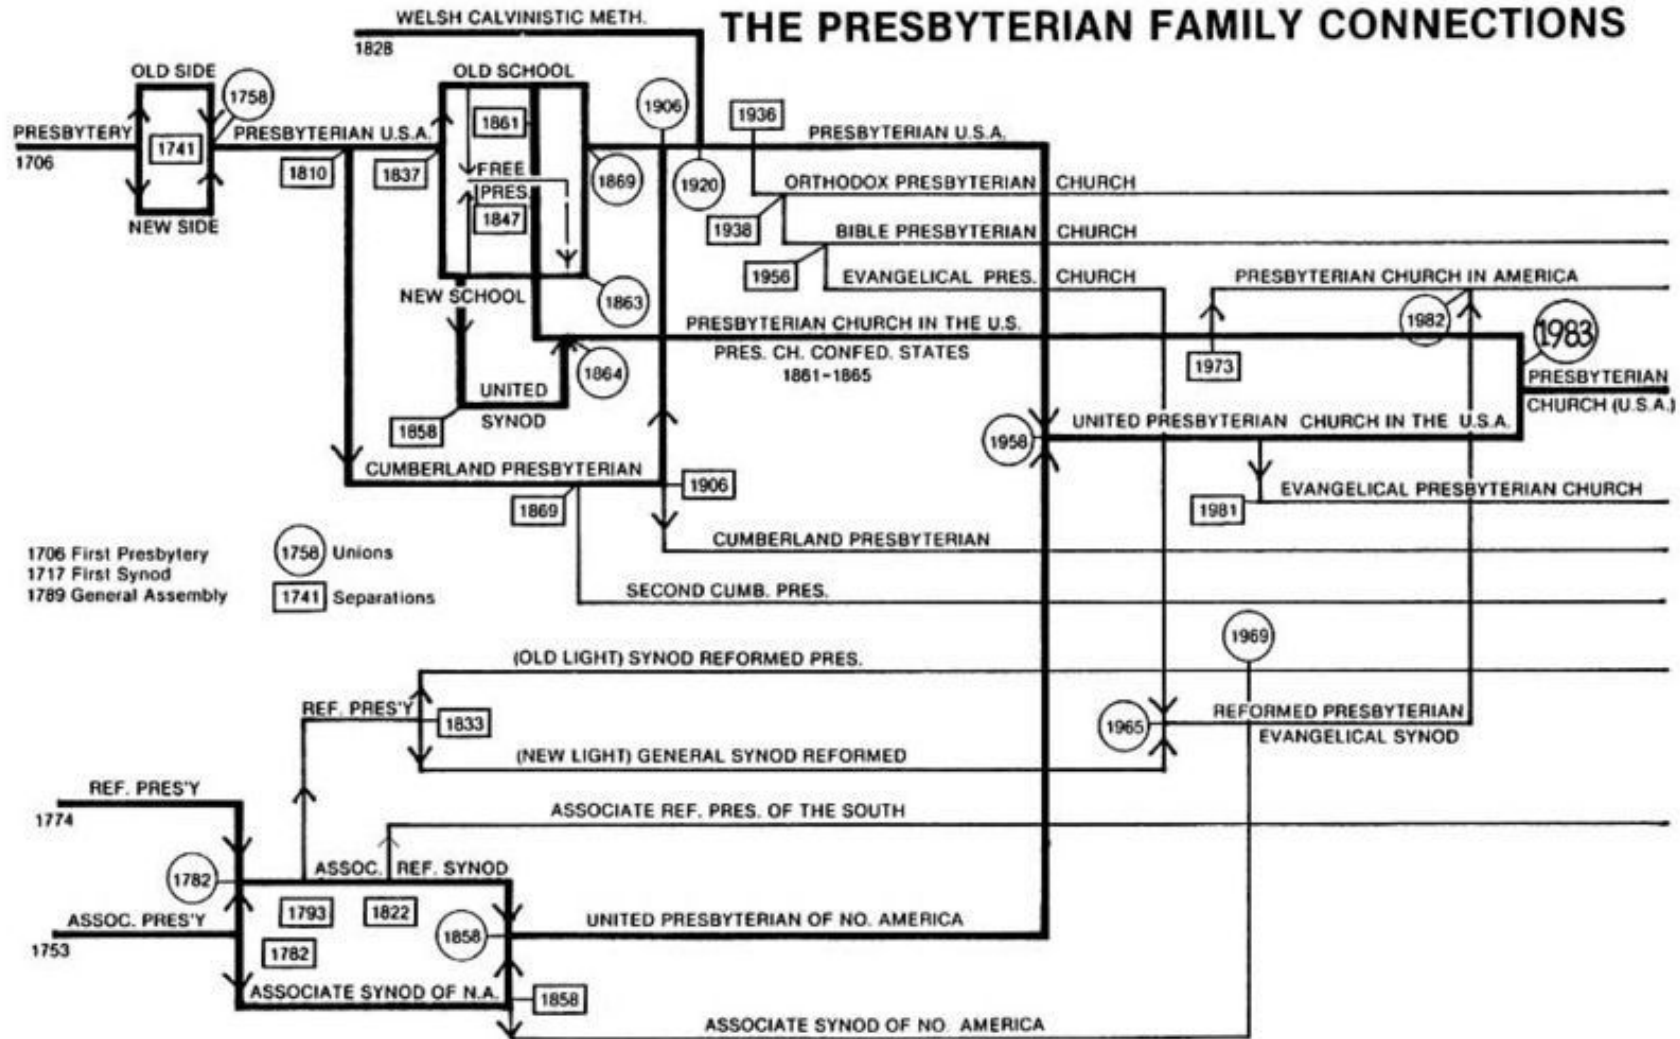 THE PRESBYTERIAN FAMILY CONNECTIONS
WELSH CALVINISTIC METH.
1828
OLD SIDE
1758
OLD SCHOOL
1906
1936
PRESBYTERY
1706
1741
PRESBYTERIAN U.S.A.
1861
PRESBYTERIAN U.S.A.
1810
1837
FREE
PRES.
1869
1920
ORTHODOX PRESBYTERIAN CHURCH
NEW SIDE
1847
1938
BIBLE PRESBYTERIAN CHURCH
1956
EVANGELICAL PRES. CHURCH
PRESBYTERIAN CHURCH IN AMERICA
NEW SCHOOL
1863
1982
1983
PRESBYTERIAN CHURCH IN THE U.S.
PRES. CH. CONFED. STATES
1861-1865
1864
1973
PRESBYTERIAN
CHURCH (U.S.A.)
UNITED
SYNOD
1858
1958
UNITED PRESBYTERIAN CHURCH IN THE U.S.A.
CUMBERLAND PRESBYTERIAN
1906
1869
1981
EVANGELICAL PRESBYTERIAN CHURCH
CUMBERLAND PRESBYTERIAN
1706 First Presbytery
1717 First Synod
1789 General Assembly
1758 Unions
1741 Separations
SECOND CUMB. PRES.
1969
(OLD LIGHT) SYNOD REFORMED PRES.
REF. PRES'Y
1833
1965
REFORMED PRESBYTERIAN
EVANGELICAL SYNOD
(NEW LIGHT) GENERAL SYNOD REFORMED
REF. PRES'Y
1774
ASSOCIATE REF. PRES. OF THE SOUTH
1782
ASSOC. REF. SYNOD
1793
1822
ASSOC. PRES'Y
1753
1782
1858
UNITED PRESBYTERIAN OF NO. AMERICA
ASSOCIATE SYNOD OF N.A.
1858
ASSOCIATE SYNOD OF NO. AMERICA